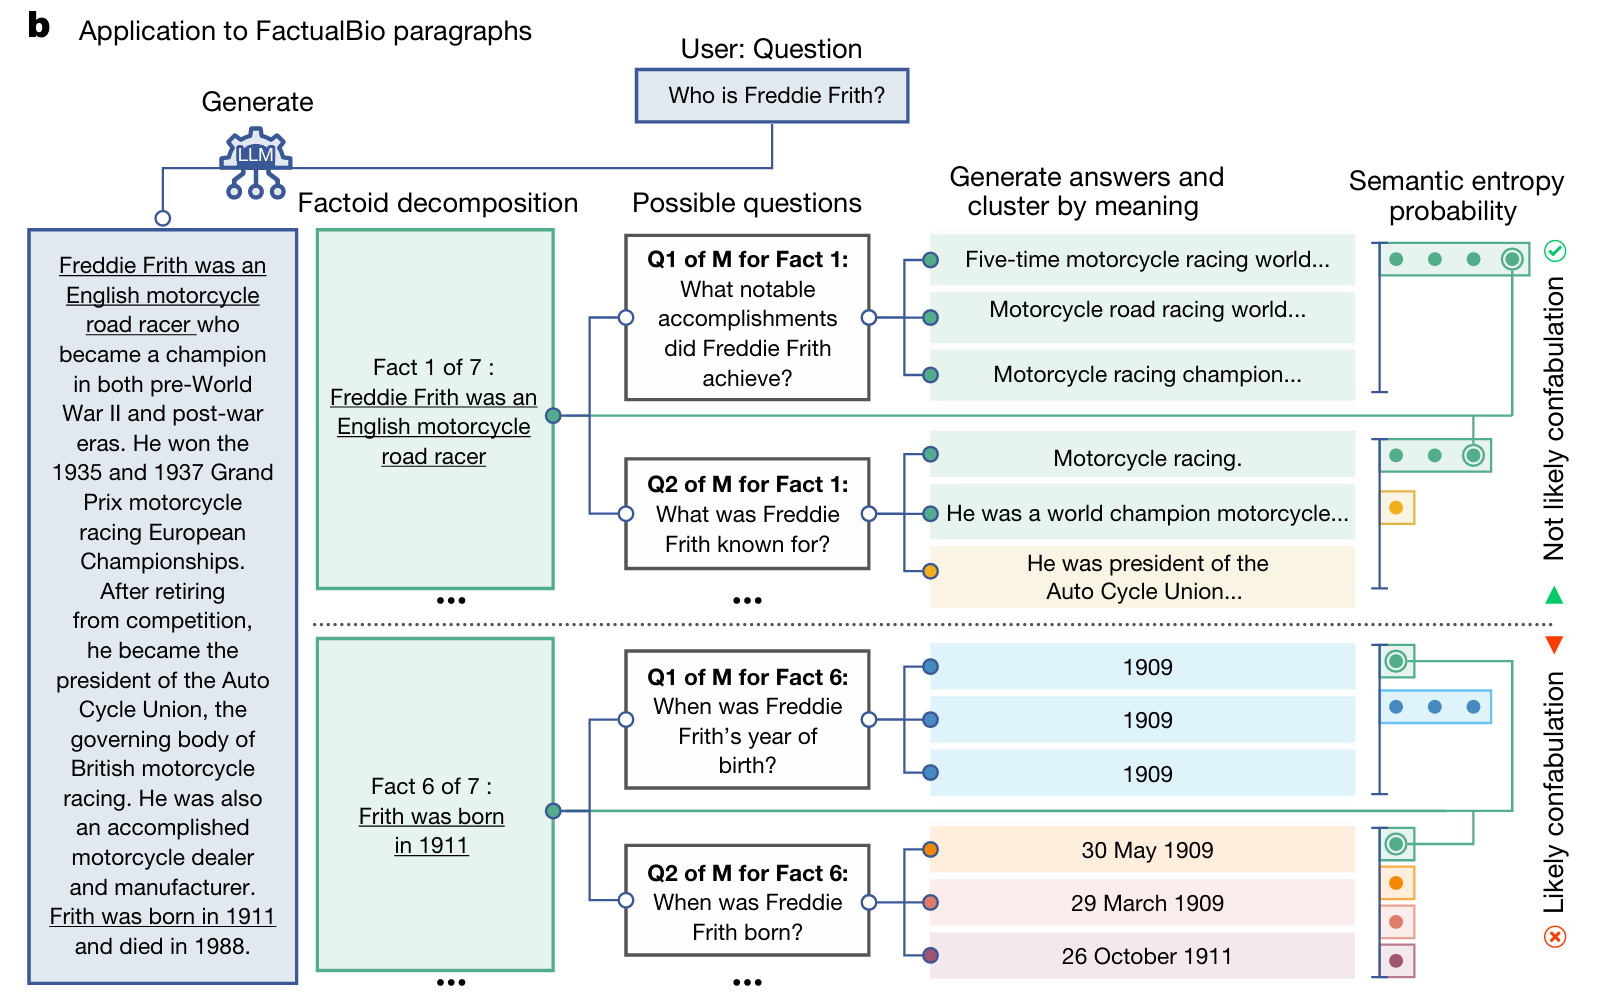 b Application to FactualBio paragraphs
User: Question
Who is Freddie Frith?
Generate
LLM
Factoid decomposition
Possible questions
Generate answers and
cluster by meaning
Semantic entropy
probability
Freddie Frith was an
English motorcycle
road racer who
became a champion
in both pre-World
War II and post-war
eras. He won the
1935 and 1937 Grand
Prix motorcycle
racing European
Championships.
After retiring
from competition,
he became the
president of the Auto
Cycle Union, the
governing body of
British motorcycle
racing. He was also
an accomplished
motorcycle dealer
and manufacturer.
Frith was born in 1911
and died in 1988.
Fact 1 of 7 :
Freddie Frith was an
English motorcycle
road racer
•••
Q1 of M for Fact 1:
What notable
accomplishments
did Freddie Frith
achieve?
Five-time motorcycle racing world...
Motorcycle road racing world...
Motorcycle racing champion...
Q2 of M for Fact 1:
What was Freddie
Frith known for?
•••
Motorcycle racing.
He was a world champion motorcycle...
He was president of the
Auto Cycle Union...
Not likely confabulation
Fact 6 of 7 :
Frith was born
in 1911
•••
Q1 of M for Fact 6:
When was Freddie
Frith's year of
birth?
1909
1909
1909
Q2 of M for Fact 6:
When was Freddie
Frith born?
•••
30 May 1909
29 March 1909
26 October 1911
Likely confabulation